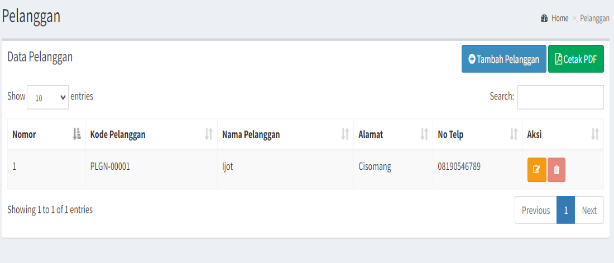 Pelanggan
Home > Pelanggan
Data Pelanggan
Tambah Pelanggan
Cetak PDF
Show 10 entries
Search:
Nomor Kode Pelanggan Nama Pelanggan Alamat No Telp Aksi
1 PLGN-00001 Ijot Cisomang 08190546789
Showing 1 to 1 of 1 entries
Previous 1 Next